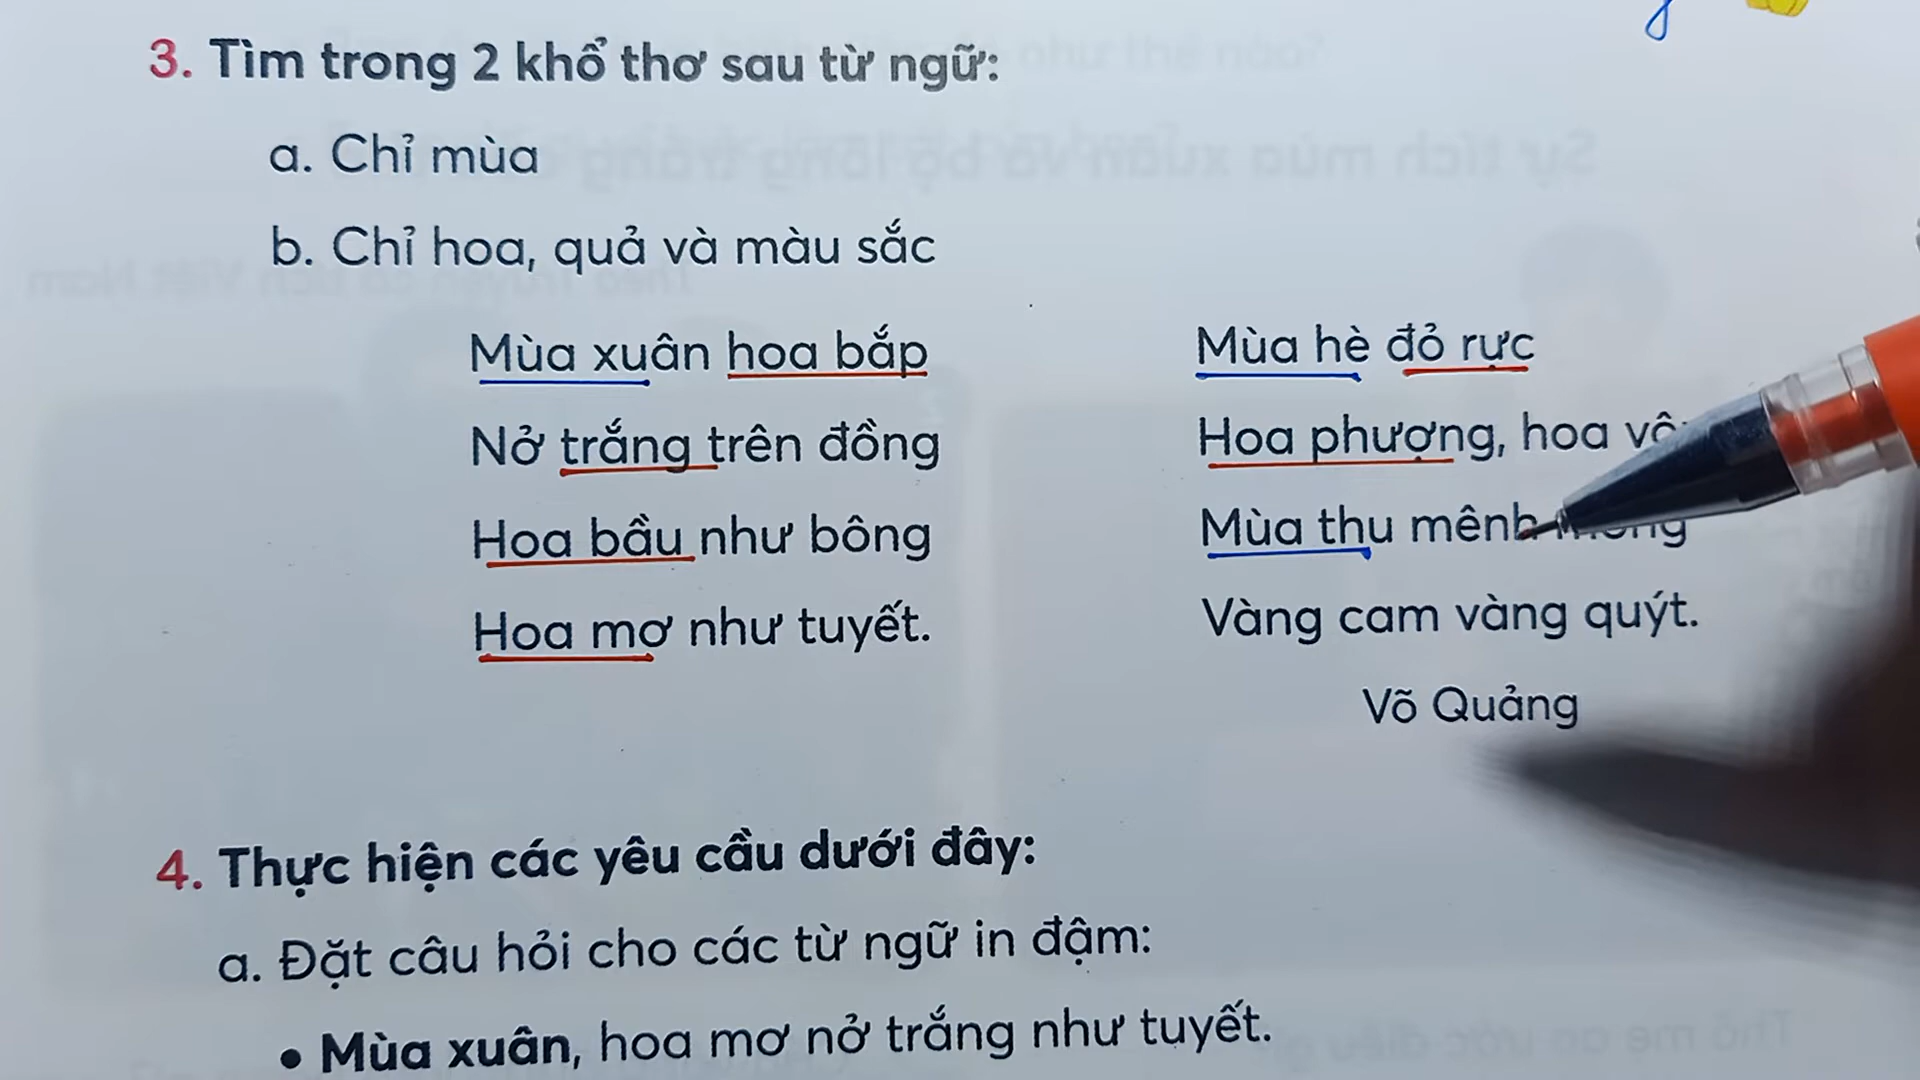 3. Tìm trong 2 khổ thơ sau từ ngữ:
a. Chỉ mùa
b. Chỉ hoa, quả và màu sắc
Mùa xuân hoa bắp
Nở trắng trên đồng
Hoa bầu như bông
Hoa mơ như tuyết.
Mùa hè đỏ rực
Hoa phượng, hoa
Mùa thu
Vàng cam vàng quýt.
Võ Quảng
4. Thực hiện các yêu cầu dưới đây:
a. Đặt câu hỏi cho các từ ngữ in đậm:
• Mùa xuân, hoa mơ nở trắng như tuyết.